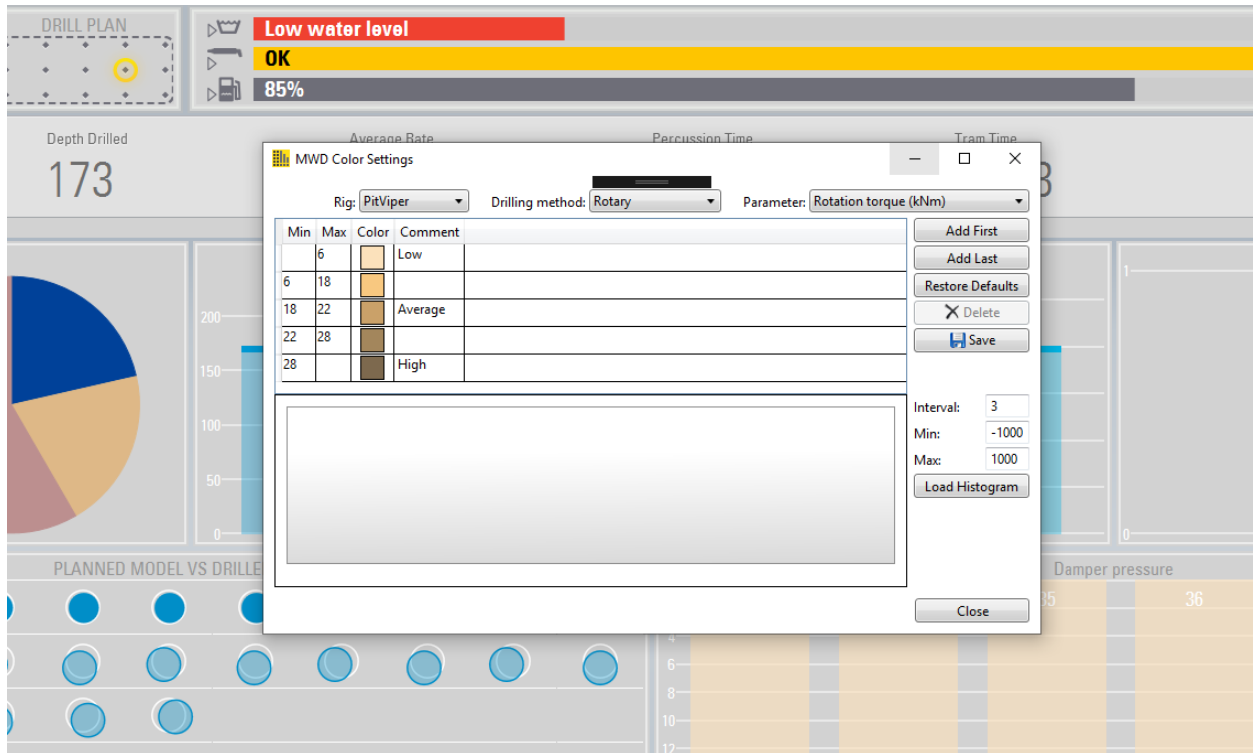 DRILL PLAN
Low water level
OK
85%
Depth Drilled
Average Rate
Percussion Time
Tram Time
173
MWD Color Settings
Rig: PitViper
Drilling method: Rotary
Parameter: Rotation torque (kNm)
Min Max Color Comment
6 Low
6 18
18 22 Average
22 28
28 High
Add First
Add Last
Restore Defaults
Delete
Save
Interval: 3
Min: -1000
Max: 1000
Load Histogram
Close
200
150
100
50
0
1
0
PLANNED MODEL VS DRILLE
Damper pressure
35 36
4
6
8
10
12